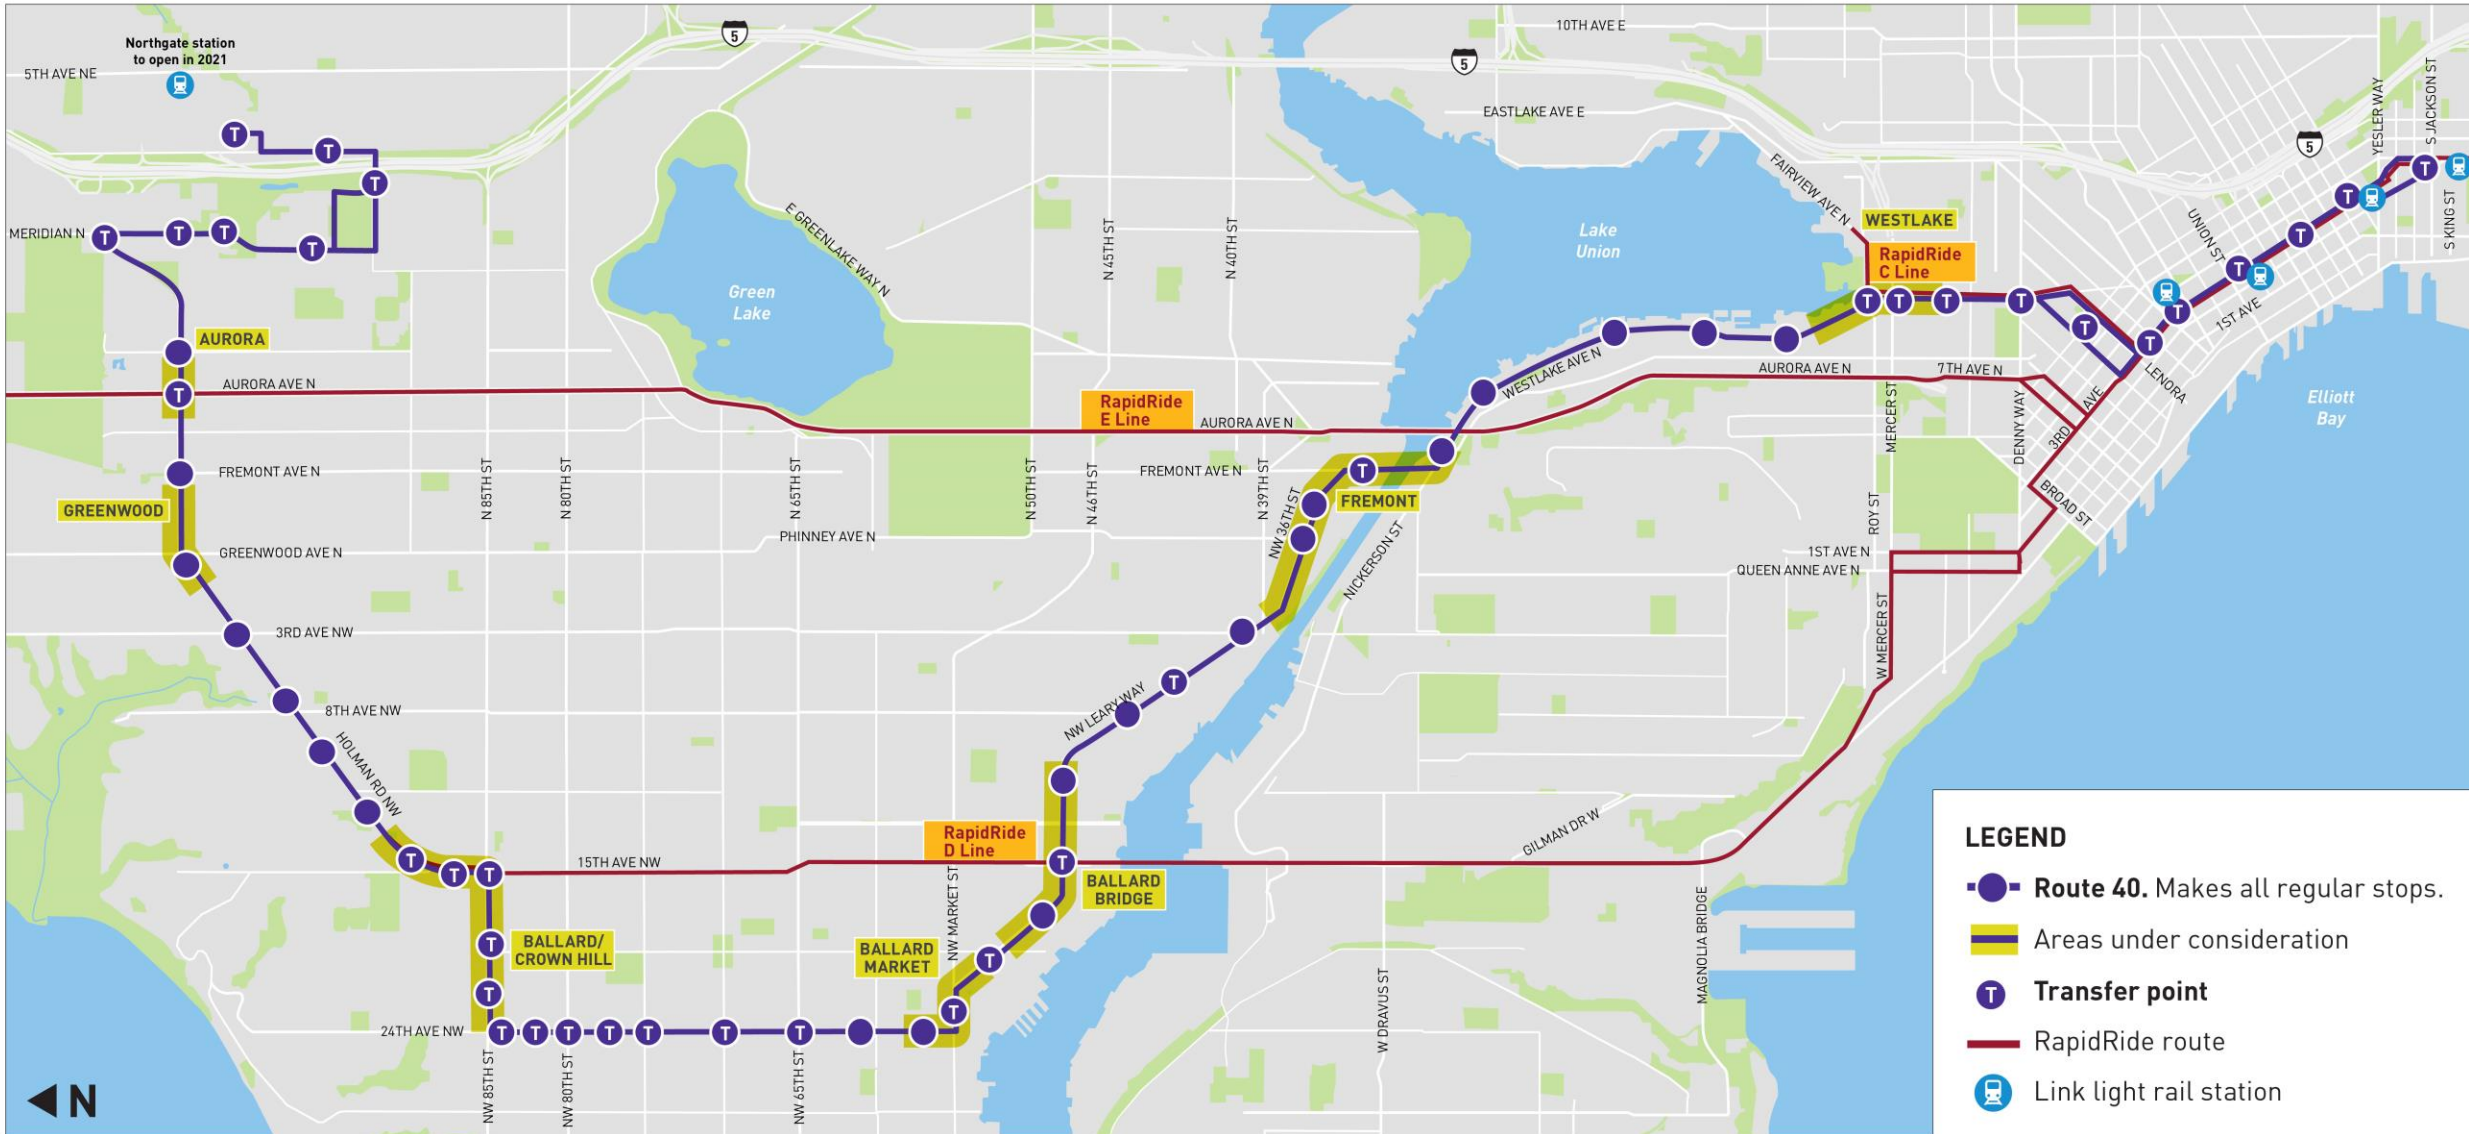 Northgate station
to open in 2021
5TH AVE NE
5
5
5
10TH AVE E
EASTLAKE AVE E
FAIRVIEW AVE N
YESLER WAY
S JACKSON ST
S KING ST
MERIDIAN N
T
T
T
T
T
T
T
E GREENLAKE WAY N
N 45TH ST
N 40TH ST
Green
Lake
Lake
Union
WESTLAKE
RapidRide
C Line
T
T
T
T
T
T
T
T
T
T
T
UNION ST
1ST AVE
LENORA
AURORA
T
AURORA AVE N
RapidRide
E Line
AURORA AVE N
WESTLAKE AVE N
AURORA AVE N
7TH AVE N
MERCER ST
DENNY WAY
3RD
AVE
BROAD ST
Elliott
Bay
FREMONT AVE N
GREENWOOD
GREENWOOD AVE N
N 85TH ST
N 80TH ST
N 65TH ST
N 50TH ST
N 46TH ST
FREMONT AVE N
N 39TH ST
NW 36TH ST
T
FREMONT
NICKERSON ST
PHINNEY AVE N
ROY ST
1ST AVE N
QUEEN ANNE AVE N
W MERCER ST
3RD AVE NW
8TH AVE NW
HOLMAN RD NW
NW LEARY WAY
T
T
T
T
15TH AVE NW
RapidRide
D Line
T
BALLARD
BRIDGE
GILMAN DR W
MAGNOLIA BRIDGE
W DRAVUS ST
NW MARKET ST
BALLARD/
CROWN HILL
BALLARD
MARKET
T
T
T
T
24TH AVE NW
T
T
T
T
T
T
T
NW 85TH ST
NW 80TH ST
NW 65TH ST
N
LEGEND
Route 40. Makes all regular stops.
Areas under consideration
T
Transfer point
RapidRide route
Link light rail station